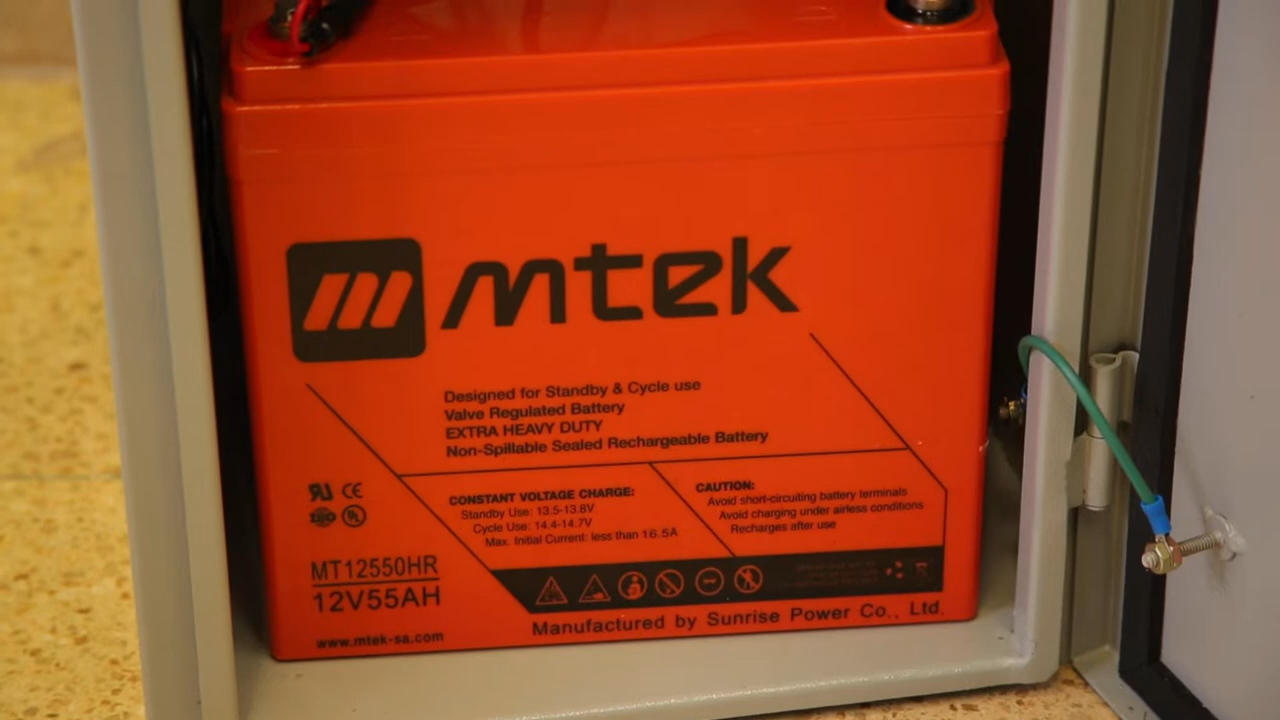 mtek
Designed for Standby & Cycle use
Valve Regulated Battery
EXTRA HEAVY DUTY
Non-Spillable Sealed Rechargeable Battery
CONSTANT VOLTAGE CHARGE:
Standby Use: 13.5-13.8V
Cycle Use: 14.4-14.7V
Max. Initial Current: less than 16.5A
CAUTION:
Avoid short-circuiting battery terminals
Avoid charging under airless conditions
Recharges after use
CE
MT12550HR
12V55AH
www.mtek-sa.com
Manufactured by Sunrise Power Co., Ltd.